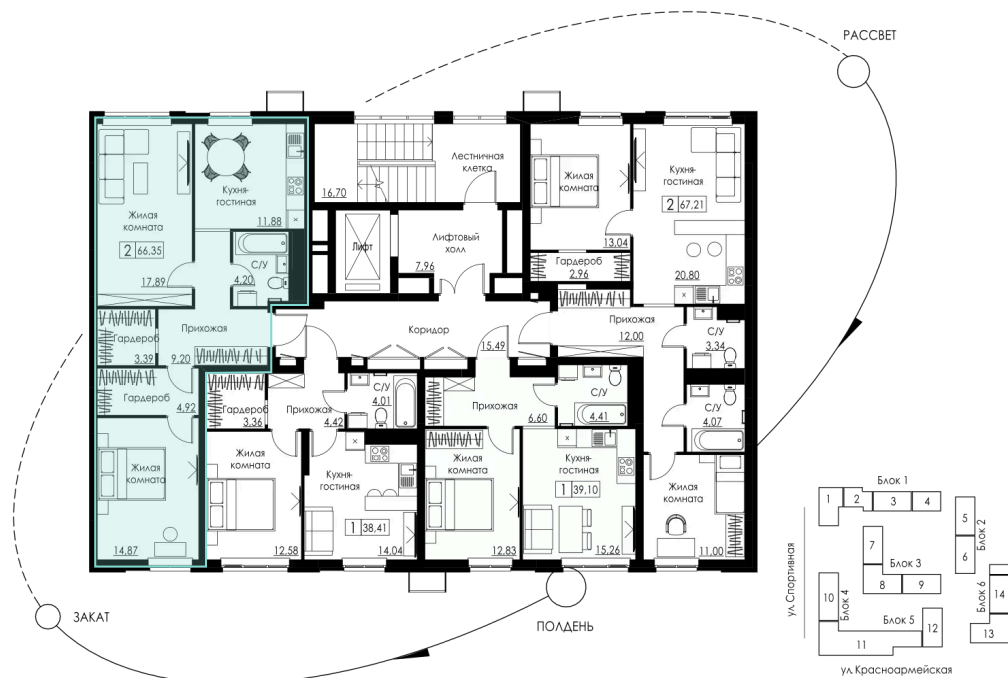 РАССВЕТ
Жилая
комната
2 66,35
17.89
Кухня-
гостиная
11.88
С/У
4.20
Гардероб
3.39
Прихожая
9.20
Гардероб
4.92
Жилая
комната
14.87
16.70
Лестничная
клетка
Лифт
Лифтовый
холл
7.96
Коридор
15.49
Жилая
комната
13.04
Гардероб
2.96
Кухня-
гостиная
2 67,21
20.80
Прихожая
12.00
С/У
3.34
С/У
4.07
Жилая
комната
11.00
Гардероб
3.36
Прихожая
4.42
С/У
4.01
Жилая
комната
12.58
Кухня-
гостиная
1 38,41
14.04
Прихожая
6.60
С/У
4.41
Жилая
комната
12.83
Кухня-
гостиная
1 39,10
15.26
ЗАКАТ
ПОЛДЕНЬ
Блок 1
1 2 3 4
5
6
Блок 2
7
Блок 3
8 9
10
Блок 4
Блок 5
11
12
Блок 6
14
13
ул. Спортивная
ул. Красноармейская